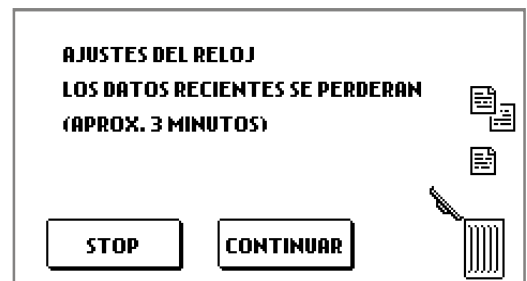 AJUSTES DEL RELOJ
LOS DATOS RECIENTES SE PERDERAN
(APROX. 3 MINUTOS)
STOP
CONTINUAR